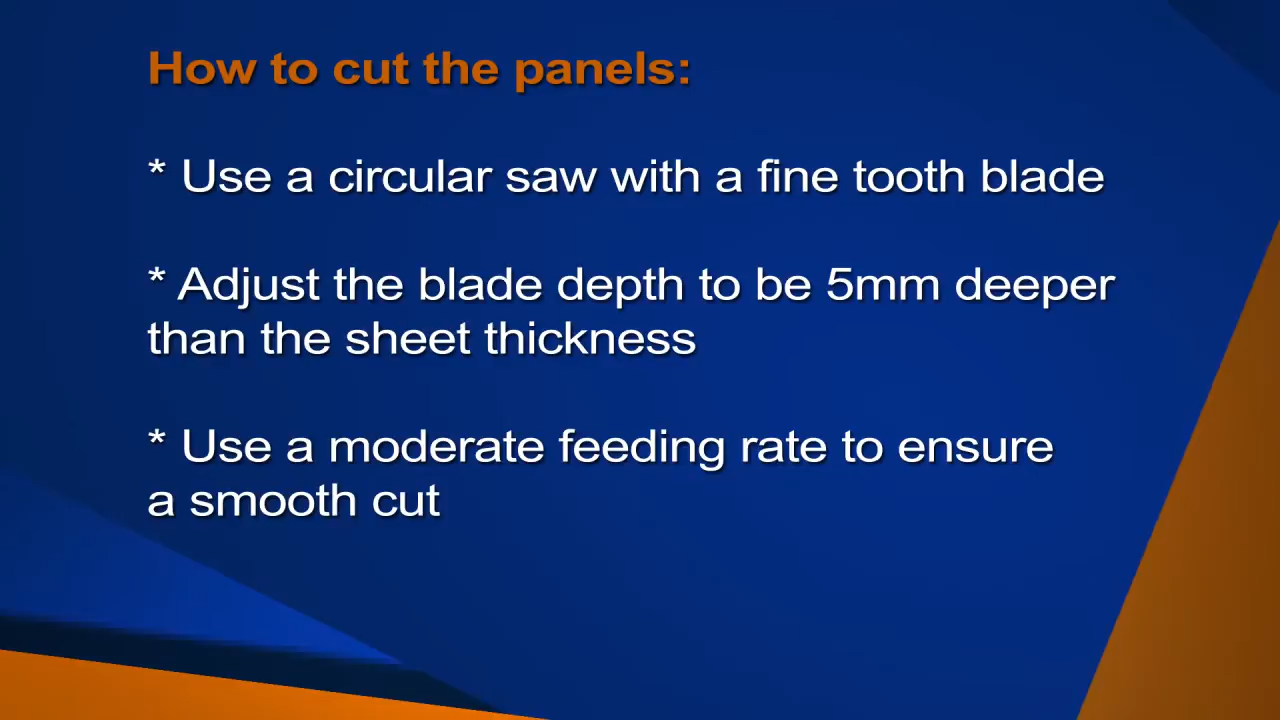 How to cut the panels:
* Use a circular saw with a fine tooth blade
* Adjust the blade depth to be 5mm deeper
than the sheet thickness
* Use a moderate feeding rate to ensure
a smooth cut